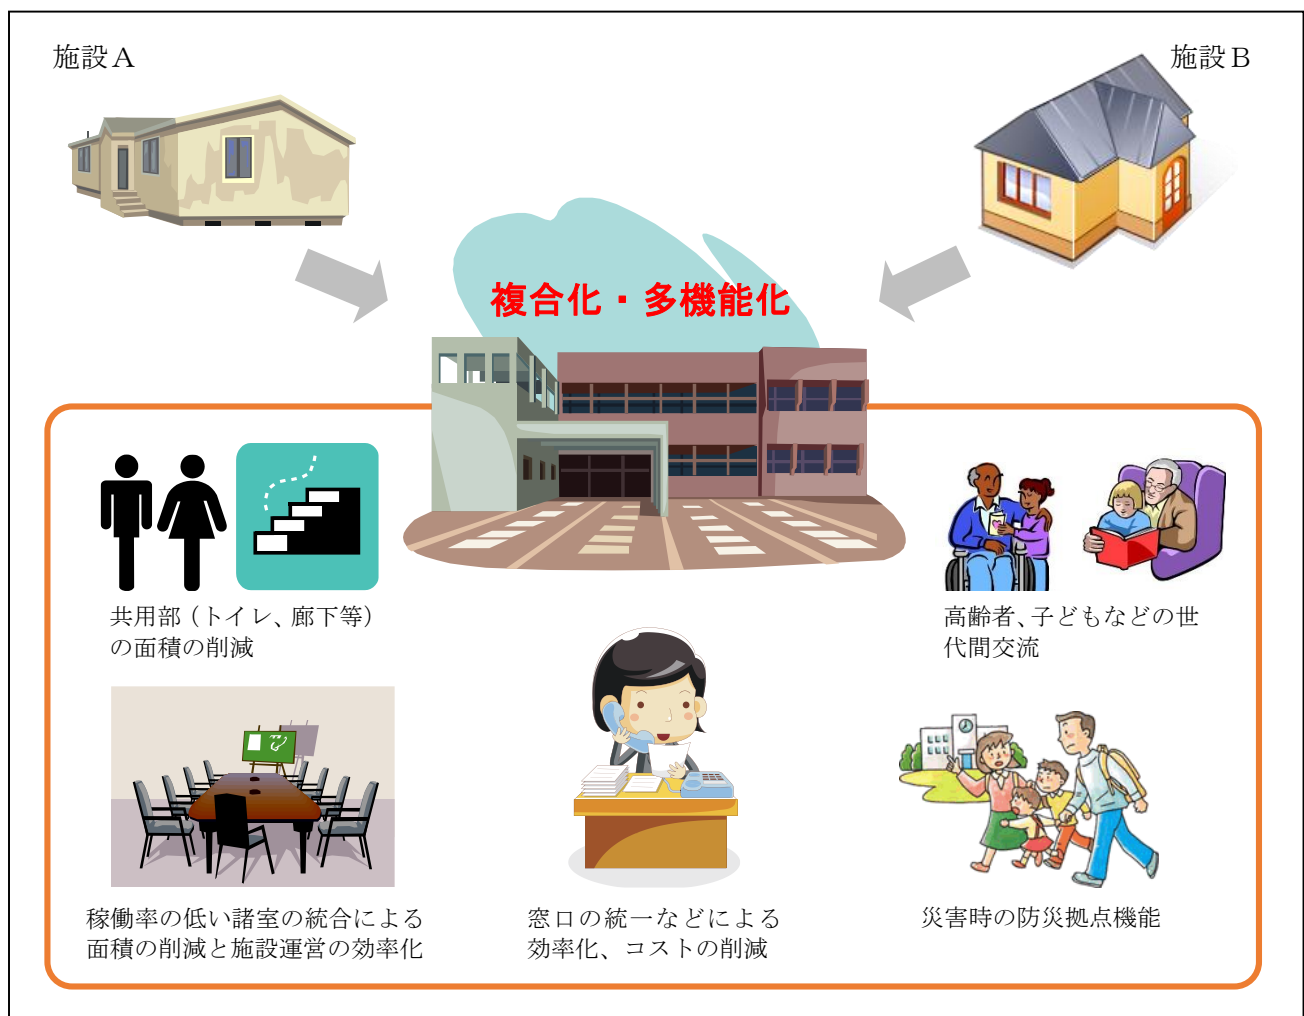 施設Ａ
施設Ｂ
複合化・多機能化
共用部（トイレ、廊下等）
の面積の削減
高齢者、子どもなどの世
代間交流
稼働率の低い諸室の統合による
面積の削減と施設運営の効率化
窓口の統一などによる
効率化、コストの削減
災害時の防災拠点機能